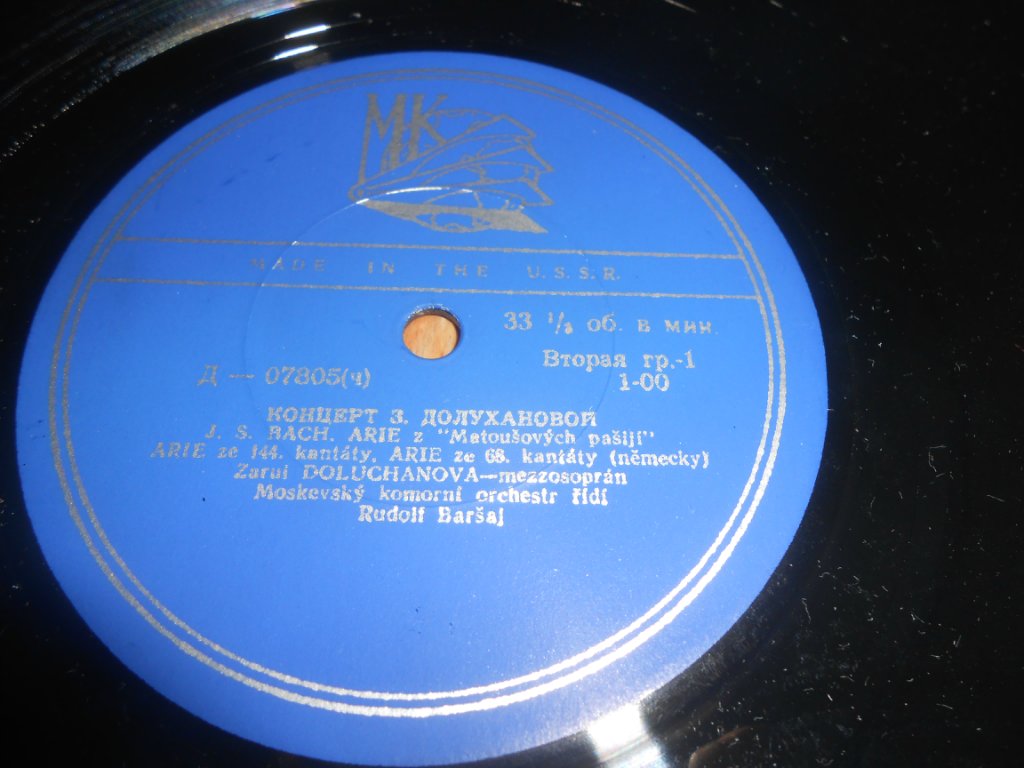 МК
MADE IN THE U.S.S.R.
33 ⅓ об. в мин.
Вторая гр.-1
Д — 07805(ч)
1-00
КОНЦЕРТ З. ДОЛУХАНОВОЙ
J. S. BACH. ARIE z "Matoušových pašijí"
ARIE ze 144. kantáty, ARIE ze 68. kantáty (německy)
Zarui DOLUCHANOVA—mezzosoprán
Moskevský komorní orchestr řídí
Rudolf Baršaj